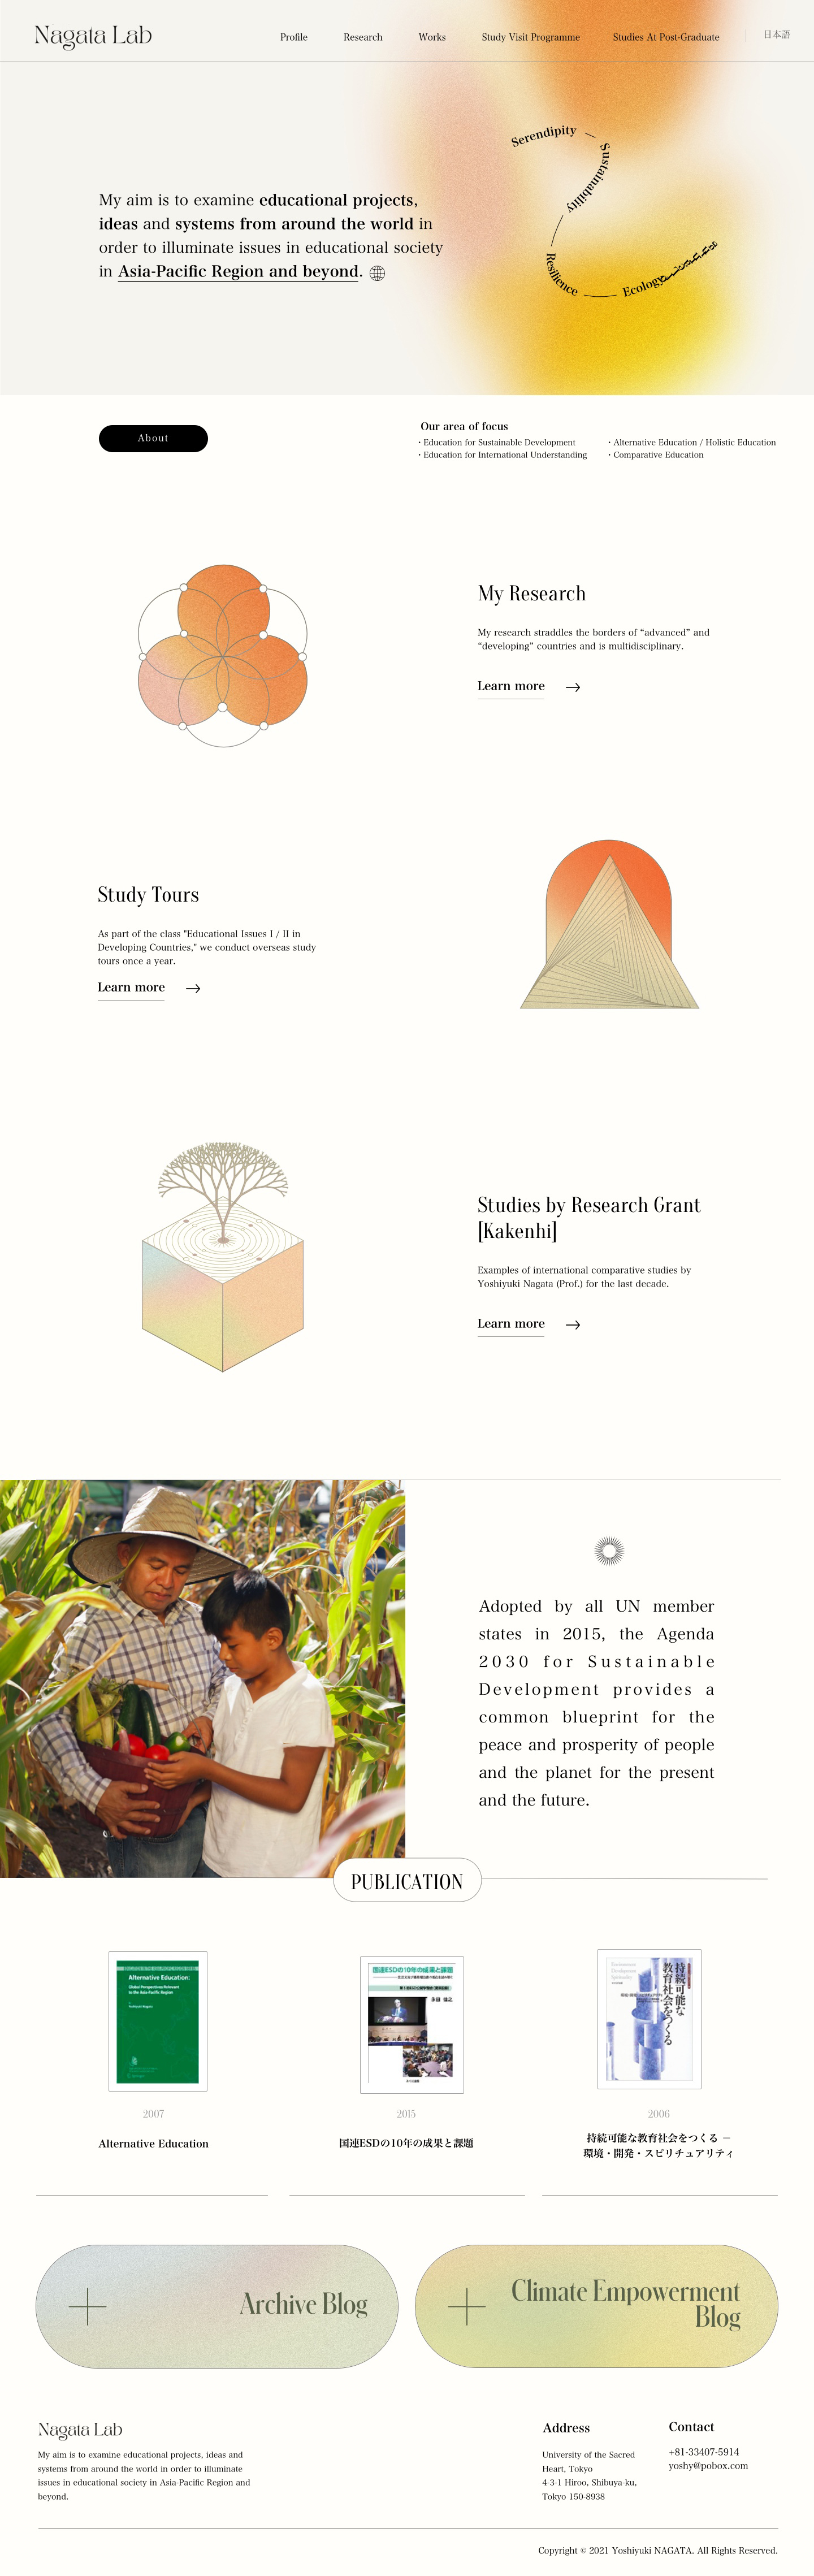 Nagata Lab
Profile
Research
Works
Study Visit Programme
Studies At Post-Graduate
日本語
Serendipity
Sustainability
Resilience
Ecology
My aim is to examine educational projects,
ideas and systems from around the world in
order to illuminate issues in educational society
in Asia-Pacific Region and beyond.
About
Our area of focus
・Education for Sustainable Development
・Education for International Understanding
・Alternative Education / Holistic Education
・Comparative Education
My Research
My research straddles the borders of “advanced” and
“developing” countries and is multidisciplinary.
Learn more
Study Tours
As part of the class "Educational Issues I / II in
Developing Countries," we conduct overseas study
tours once a year.
Learn more
Studies by Research Grant
[Kakenhi]
Examples of international comparative studies by
Yoshiyuki Nagata (Prof.) for the last decade.
Learn more
Adopted by all UN member
states in 2015, the Agenda
2030 for Sustainable
Development provides a
common blueprint for the
peace and prosperity of people
and the planet for the present
and the future.
PUBLICATION
Alternative Education:
Global Perspectives Relevant
to the Asia-Pacific Region
Yoshiyuki Nagata
国連ESDの10年の成果と課題
持続可能な
教育社会をつくる
2007
Alternative Education
2015
国連ESDの10年の成果と課題
2006
持続可能な教育社会をつくる －
環境・開発・スピリチュアリティ
Archive Blog
Climate Empowerment
Blog
Nagata Lab
My aim is to examine educational projects, ideas and
systems from around the world in order to illuminate
issues in educational society in Asia-Pacific Region and
beyond.
Address
University of the Sacred
Heart, Tokyo
4-3-1 Hiroo, Shibuya-ku,
Tokyo 150-8938
Contact
+81-33407-5914
yoshy@pobox.com
Copyright © 2021 Yoshiyuki NAGATA. All Rights Reserved.